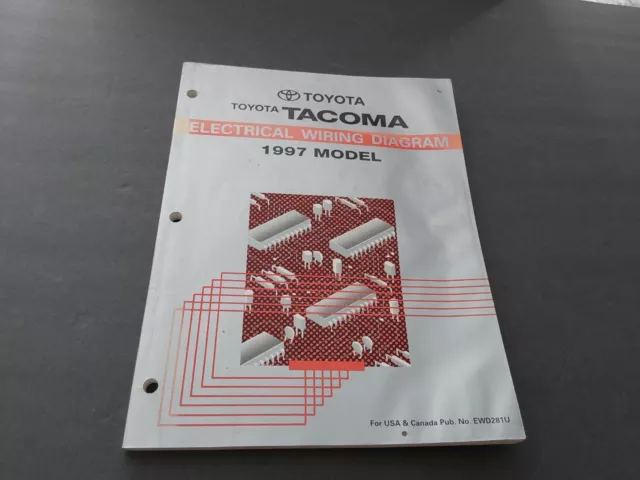 TOYOTA
TOYOTA TACOMA
ELECTRICAL WIRING DIAGRAM
1997 MODEL
For USA & Canada Pub. No. EWD281U